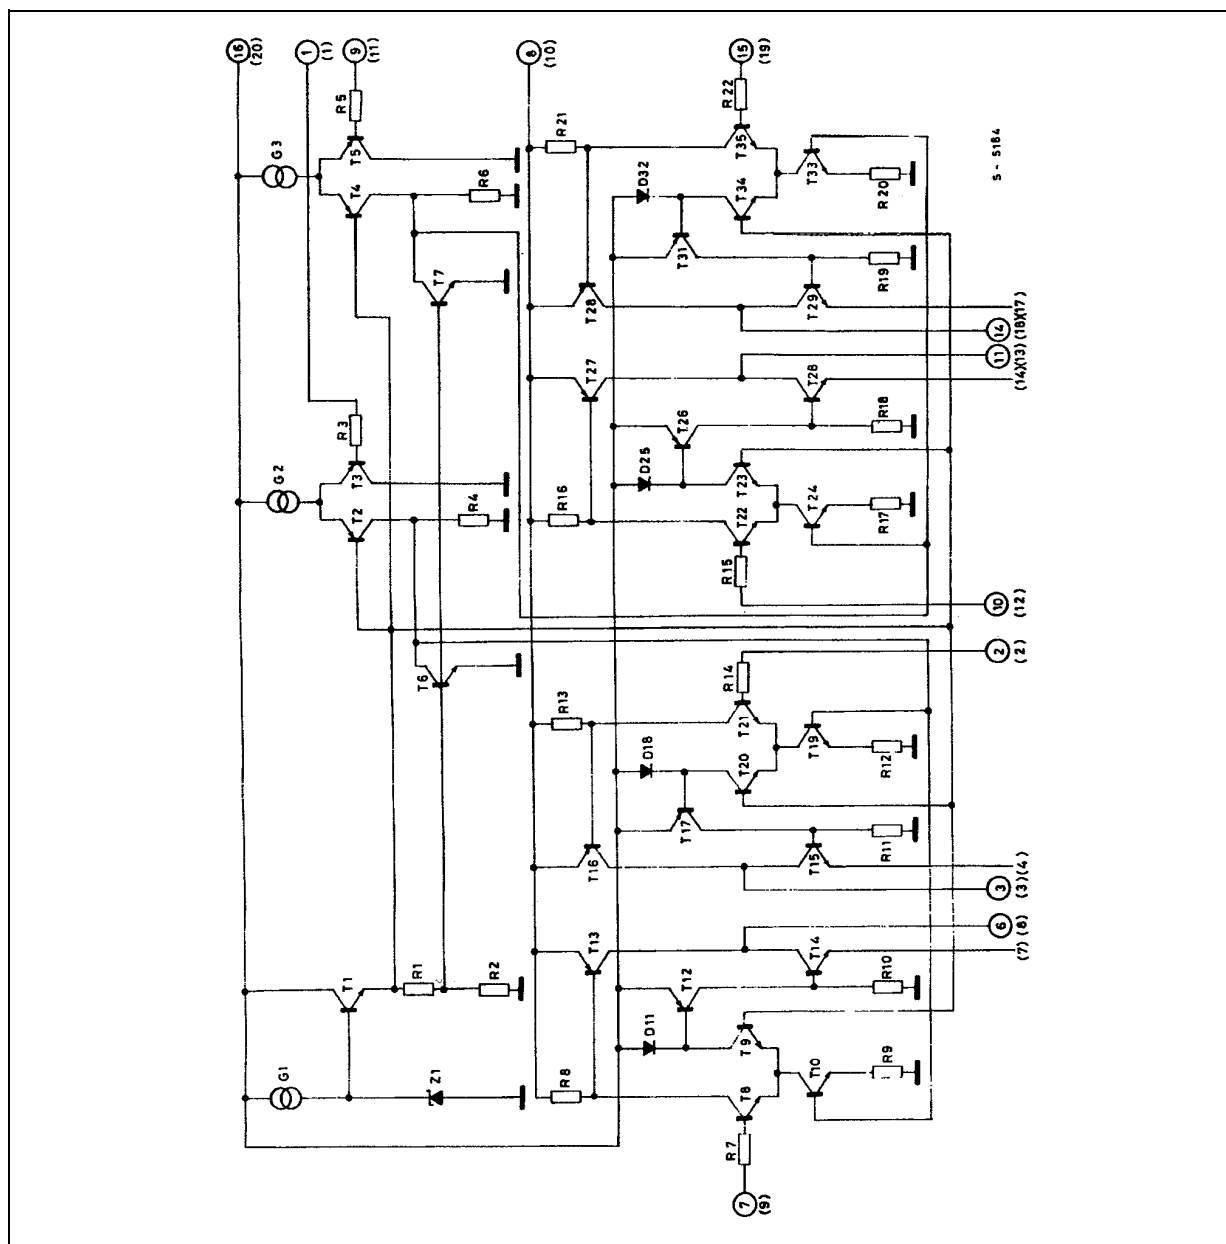 16
(20)
1
(1)
9
(11)
8
(10)
15
(19)
G3
R5
T5
T4
R6
T7
R21
R22
T35
D32
T34
T33
R20
S - 5184
T31
R19
T28
T29
14
(18)(17)
11
(14)(13)
G2
R3
T3
T2
R4
T27
T26
T28
R18
D25
R16
T23
T22
T24
R17
R15
10
(12)
2
(2)
T6
R13
R14
T21
D18
T20
T19
R12
T17
R11
T16
T15
3
(3)(4)
6
(7) (8)
T13
T14
T12
R10
T1
R1
R2
G1
Z1
D11
R8
T9
T8
T10
R9
R7
7
(9)